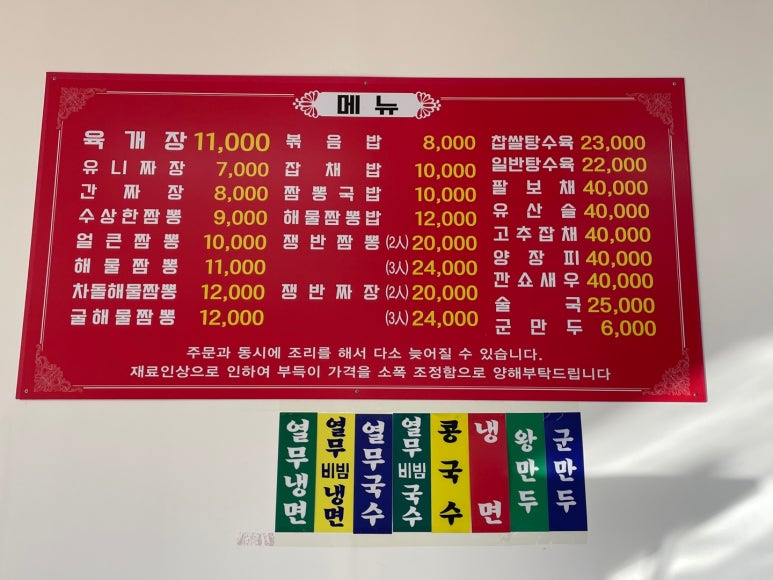 메뉴
육개장 11,000
유니짜장 7,000
간짜장 8,000
수상한짬뽕 9,000
얼큰짬뽕 10,000
해물짬뽕 11,000
차돌해물짬뽕 12,000
굴해물짬뽕 12,000
볶음밥 8,000
잡채밥 10,000
짬뽕국밥 10,000
해물짬뽕밥 12,000
쟁반짬뽕 (2人) 20,000
(3人) 24,000
쟁반짜장 (2人) 20,000
(3人) 24,000
찹쌀탕수육 23,000
일반탕수육 22,000
팔보채 40,000
유산슬 40,000
고추잡채 40,000
양장피 40,000
깐쇼새우 40,000
술국 25,000
군만두 6,000
주문과 동시에 조리를 해서 다소 늦어질 수 있습니다.
재료인상으로 인하여 부득이 가격을 소폭 조정함으로 양해부탁드립니다
열무냉면
열무비빔냉면
열무국수
열무비빔국수
콩국수
냉면
왕만두
군만두